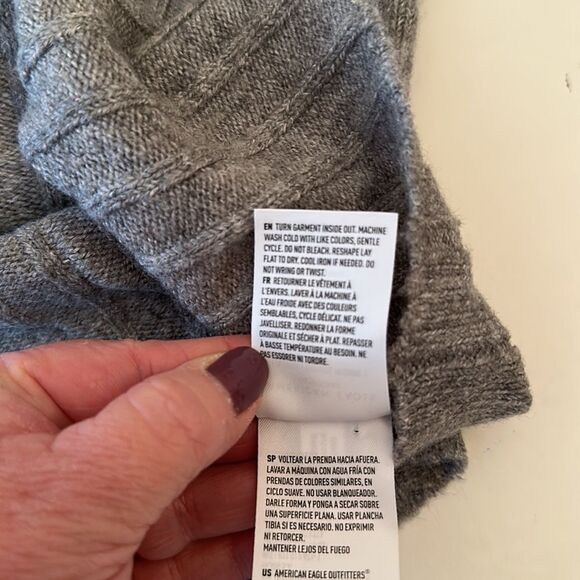 EN TURN GARMENT INSIDE OUT. MACHINE
WASH COLD WITH LIKE COLORS, GENTLE
CYCLE. DO NOT BLEACH. RESHAPE LAY
FLAT TO DRY. COOL IRON IF NEEDED. DO
NOT WRING OR TWIST.
FR RETOURNER LE VÊTEMENT À
L'ENVERS. LAVER À LA MACHINE À
L'EAU FROIDE AVEC DES COULEURS
SEMBLABLES, CYCLE DÉLICAT. NE PAS
JAVELLISER. REDONNER LA FORME
ORIGINALE ET SÉCHER À PLAT. REPASSER
À BASSE TEMPÉRATURE AU BESOIN. NE
PAS ESSORER NI TORDRE.
SP VOLTEAR LA PRENDA HACIA AFUERA.
LAVAR A MÁQUINA CON AGUA FRÍA CON
PRENDAS DE COLORES SIMILARES, EN
CICLO SUAVE. NO USAR BLANQUEADOR.
DARLE FORMA Y PONGA A SECAR SOBRE
UNA SUPERFICIE PLANA. USAR PLANCHA
TIBIA SI ES NECESARIO. NO EXPRIMIR
NI RETORCER.
MANTENER LEJOS DEL FUEGO
US AMERICAN EAGLE OUTFITTERS®